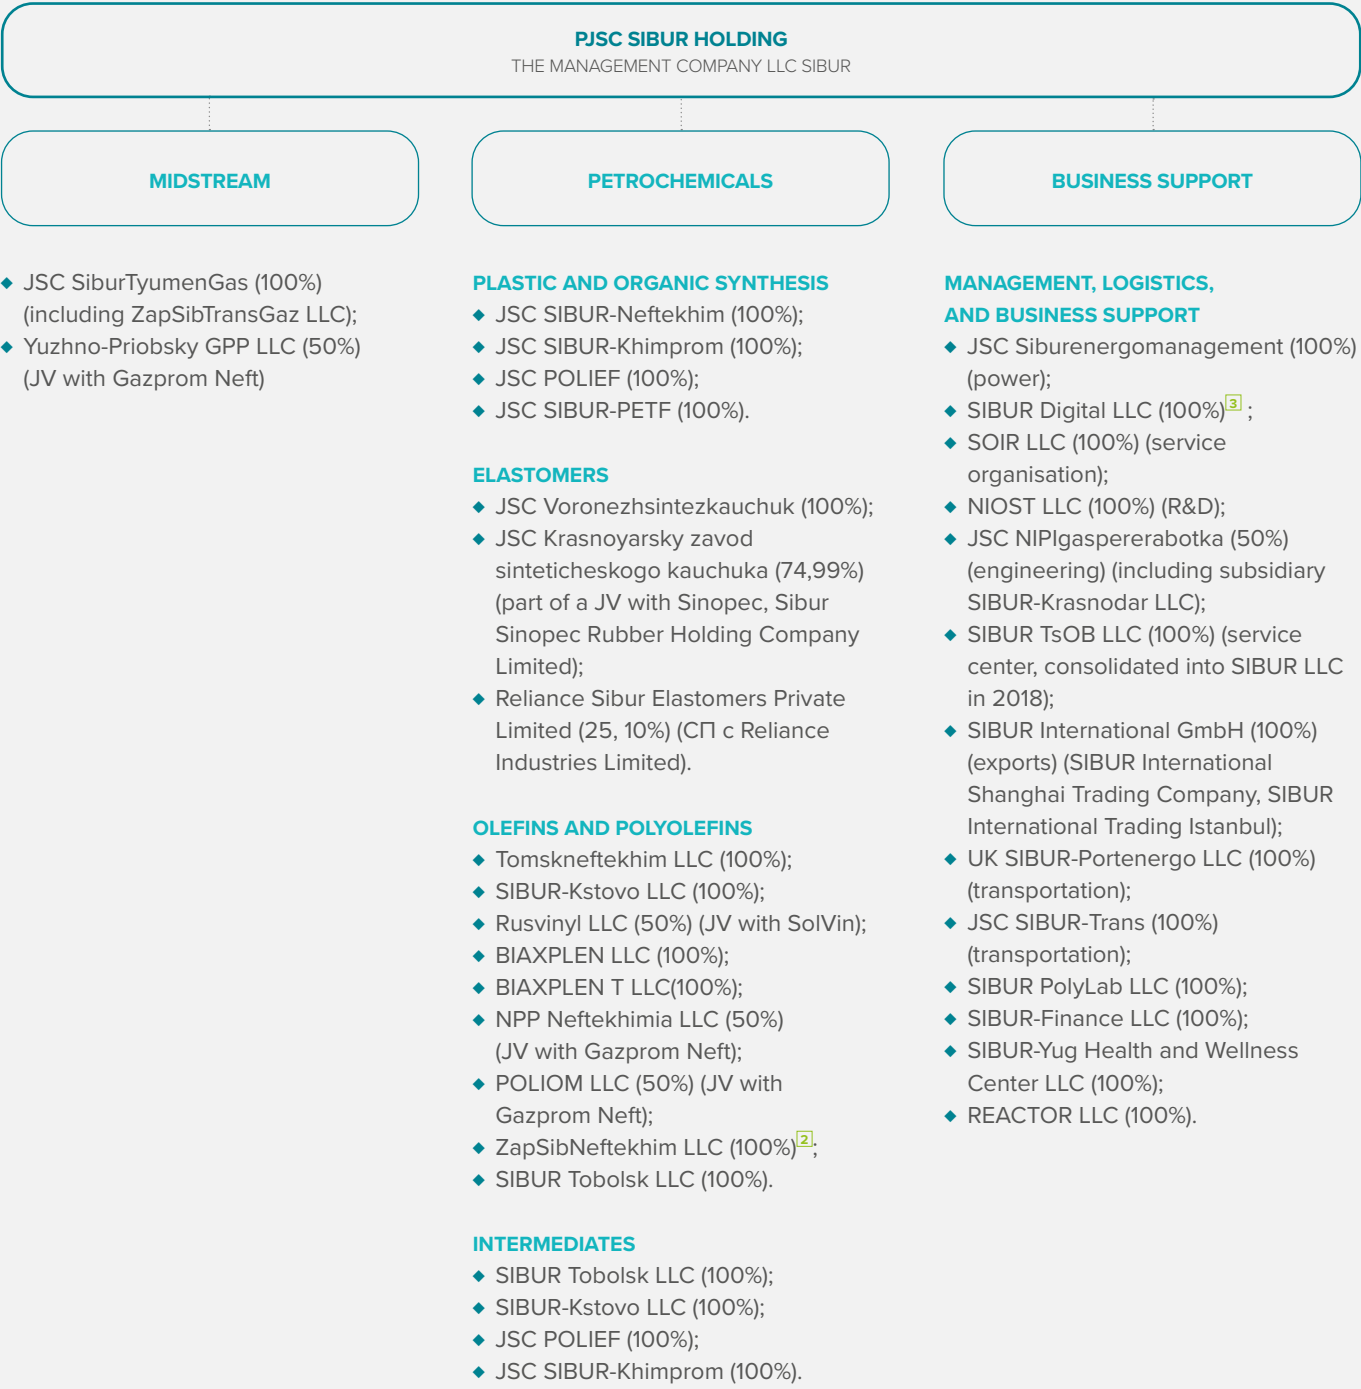 PJSC SIBUR HOLDING
THE MANAGEMENT COMPANY LLC SIBUR
MIDSTREAM
◆ JSC SiburTyumenGas (100%)
(including ZapSibTransGaz LLC);
◆ Yuzhno-Priobsky GPP LLC (50%)
(JV with Gazprom Neft)
PETROCHEMICALS
PLASTIC AND ORGANIC SYNTHESIS
◆ JSC SIBUR-Neftekhim (100%);
◆ JSC SIBUR-Khimprom (100%);
◆ JSC POLIEF (100%);
◆ JSC SIBUR-PETF (100%).
ELASTOMERS
◆ JSC Voronezhsintezkauchuk (100%);
◆ JSC Krasnoyarsky zavod
sinteticheskogo kauchuka (74,99%)
(part of a JV with Sinopec, Sibur
Sinopec Rubber Holding Company
Limited);
◆ Reliance Sibur Elastomers Private
Limited (25, 10%) (СП с Reliance
Industries Limited).
OLEFINS AND POLYOLEFINS
◆ Tomskneftekhim LLC (100%);
◆ SIBUR-Kstovo LLC (100%);
◆ Rusvinyl LLC (50%) (JV with SolVin);
◆ BIAXPLEN LLC (100%);
◆ BIAXPLEN T LLC(100%);
◆ NPP Neftekhimia LLC (50%)
(JV with Gazprom Neft);
◆ POLIOM LLC (50%) (JV with
Gazprom Neft);
◆ ZapSibNeftekhim LLC (100%)2;
◆ SIBUR Tobolsk LLC (100%).
INTERMEDIATES
◆ SIBUR Tobolsk LLC (100%);
◆ SIBUR-Kstovo LLC (100%);
◆ JSC POLIEF (100%);
◆ JSC SIBUR-Khimprom (100%).
BUSINESS SUPPORT
MANAGEMENT, LOGISTICS,
AND BUSINESS SUPPORT
◆ JSC Siburenergomanagement (100%)
(power);
◆ SIBUR Digital LLC (100%)3 ;
◆ SOIR LLC (100%) (service
organisation);
◆ NIOST LLC (100%) (R&D);
◆ JSC NIPIgaspererabotka (50%)
(engineering) (including subsidiary
SIBUR-Krasnodar LLC);
◆ SIBUR TsOB LLC (100%) (service
center, consolidated into SIBUR LLC
in 2018);
◆ SIBUR International GmbH (100%)
(exports) (SIBUR International
Shanghai Trading Company, SIBUR
International Trading Istanbul);
◆ UK SIBUR-Portenergo LLC (100%)
(transportation);
◆ JSC SIBUR-Trans (100%)
(transportation);
◆ SIBUR PolyLab LLC (100%);
◆ SIBUR-Finance LLC (100%);
◆ SIBUR-Yug Health and Wellness
Center LLC (100%);
◆ REACTOR LLC (100%).